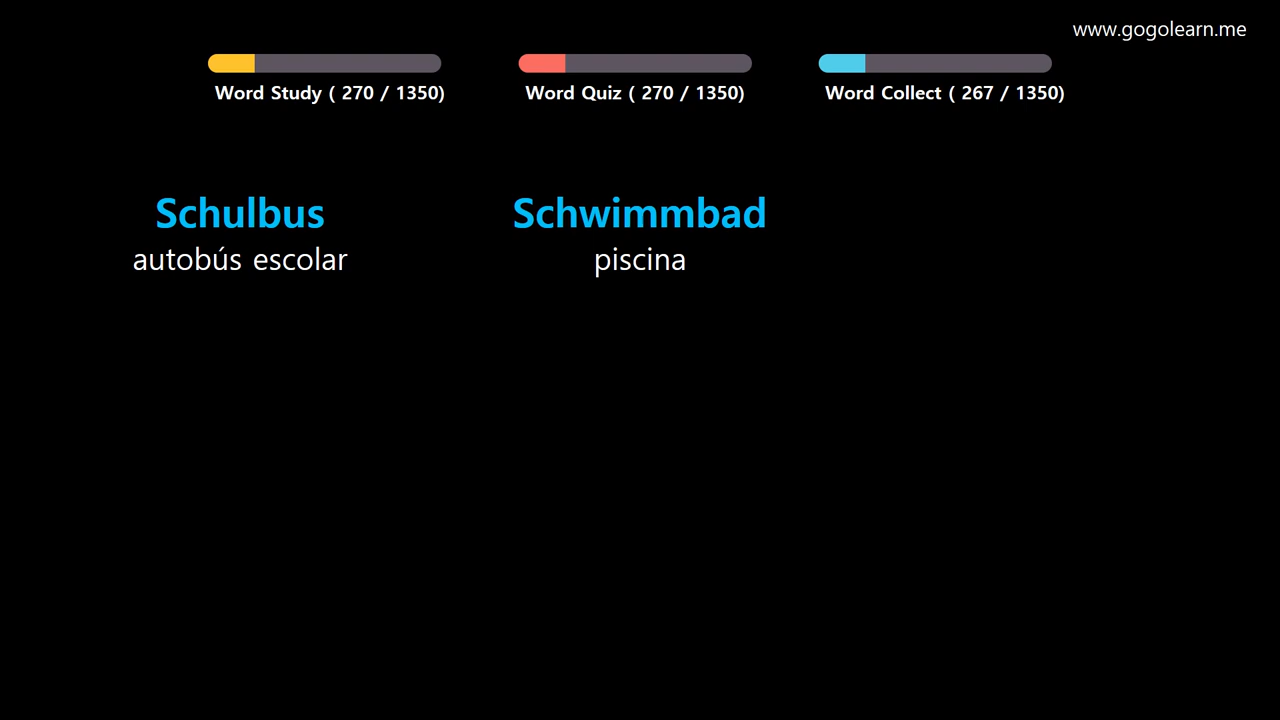 www.gogolearn.me
Word Study ( 270 / 1350)
Word Quiz ( 270 / 1350)
Word Collect ( 267 / 1350)
Schulbus
autobús escolar
Schwimmbad
piscina